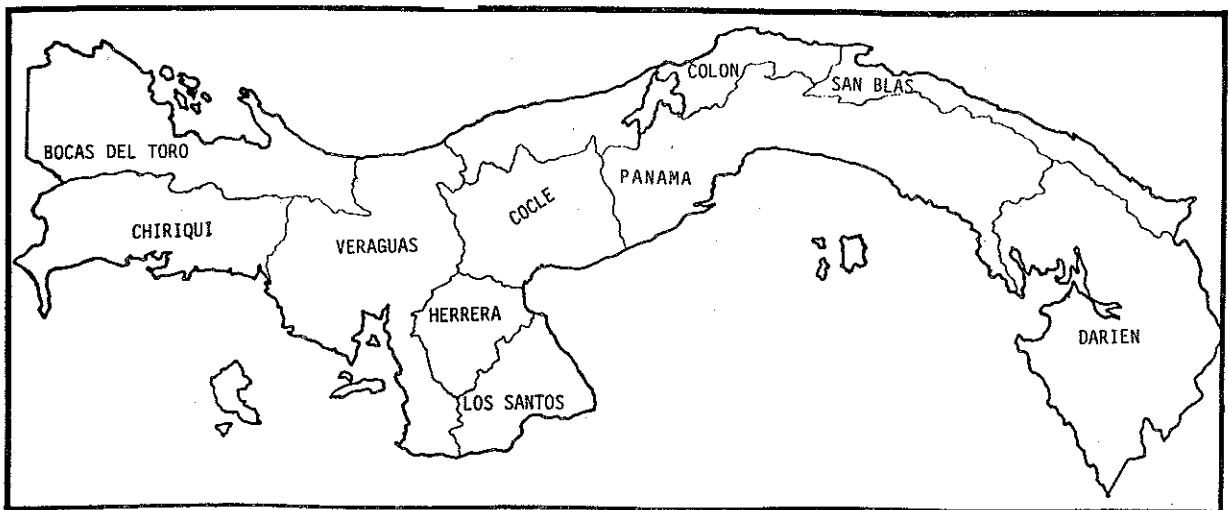 COLON
SAN BLAS
BOCAS DEL TORO
PANAMA
COCLE
CHIRIQUI
VERAGUAS
HERRERA
DARIEN
LOS SANTOS